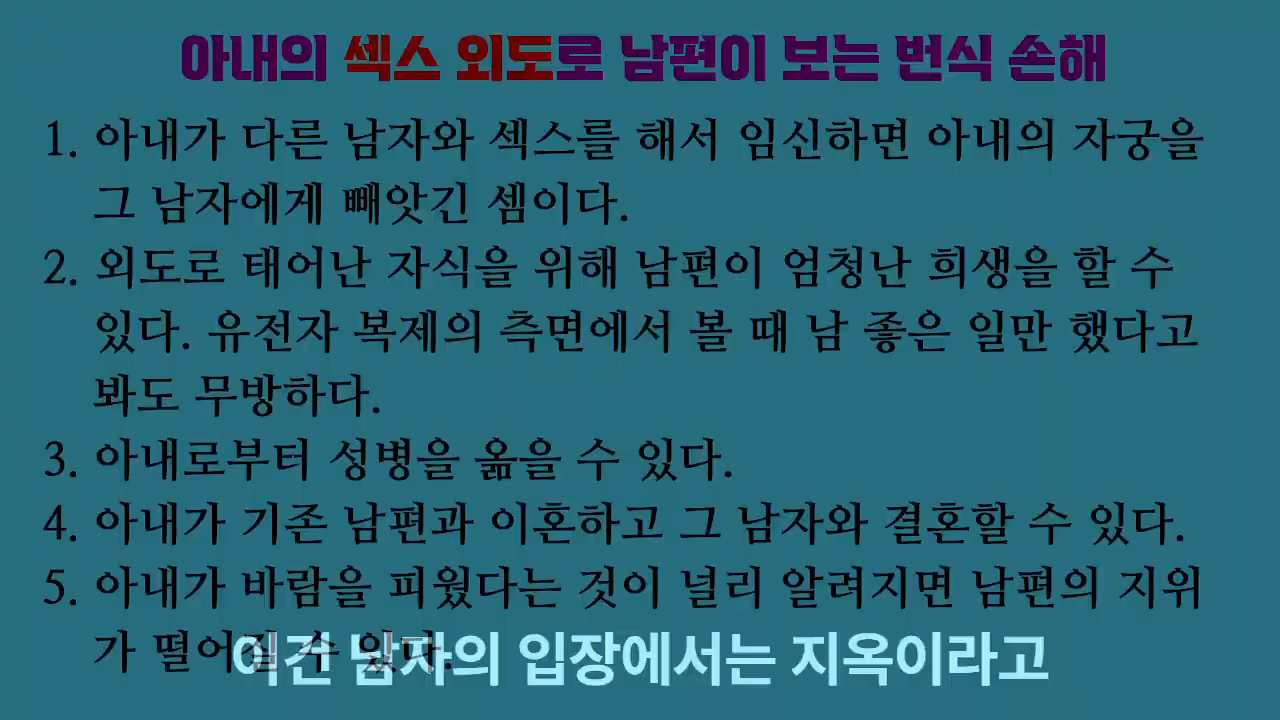 아내의 섹스 외도로 남편이 보는 번식 손해
1. 아내가 다른 남자와 섹스를 해서 임신하면 아내의 자궁을
그 남자에게 빼앗긴 셈이다.
2. 외도로 태어난 자식을 위해 남편이 엄청난 희생을 할 수
있다. 유전자 복제의 측면에서 볼 때 남 좋은 일만 했다고
봐도 무방하다.
3. 아내로부터 성병을 옮을 수 있다.
4. 아내가 기존 남편과 이혼하고 그 남자와 결혼할 수 있다.
5. 아내가 바람을 피웠다는 것이 널리 알려지면 남편의 지위
가 떨어질 수 있다.
이건 남자의 입장에서는 지옥이라고